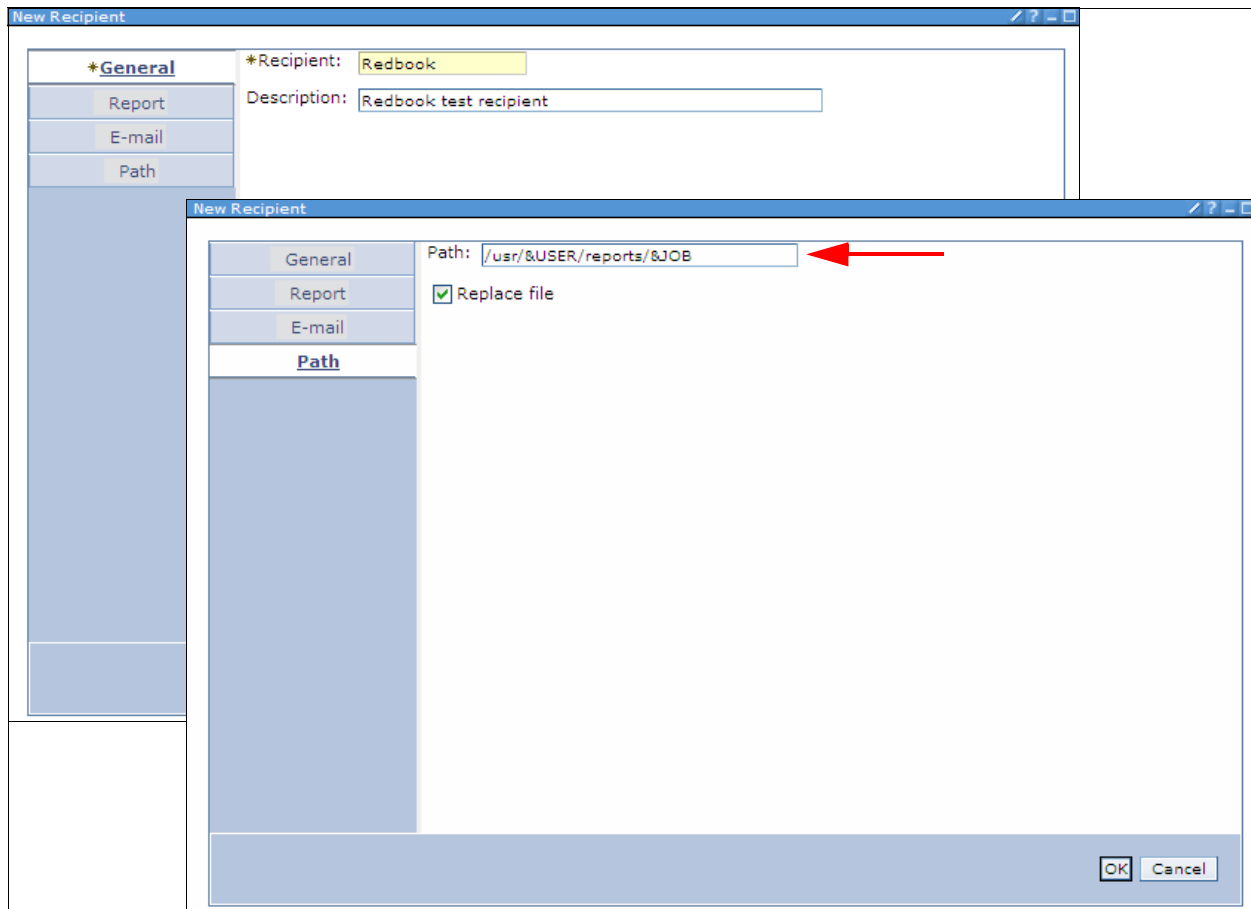 New Recipient
*General
Report
E-mail
Path
*Recipient: Redbook
Description: Redbook test recipient
New Recipient
General
Report
E-mail
Path
Path: /usr/&USER/reports/&JOB
Replace file
OK Cancel